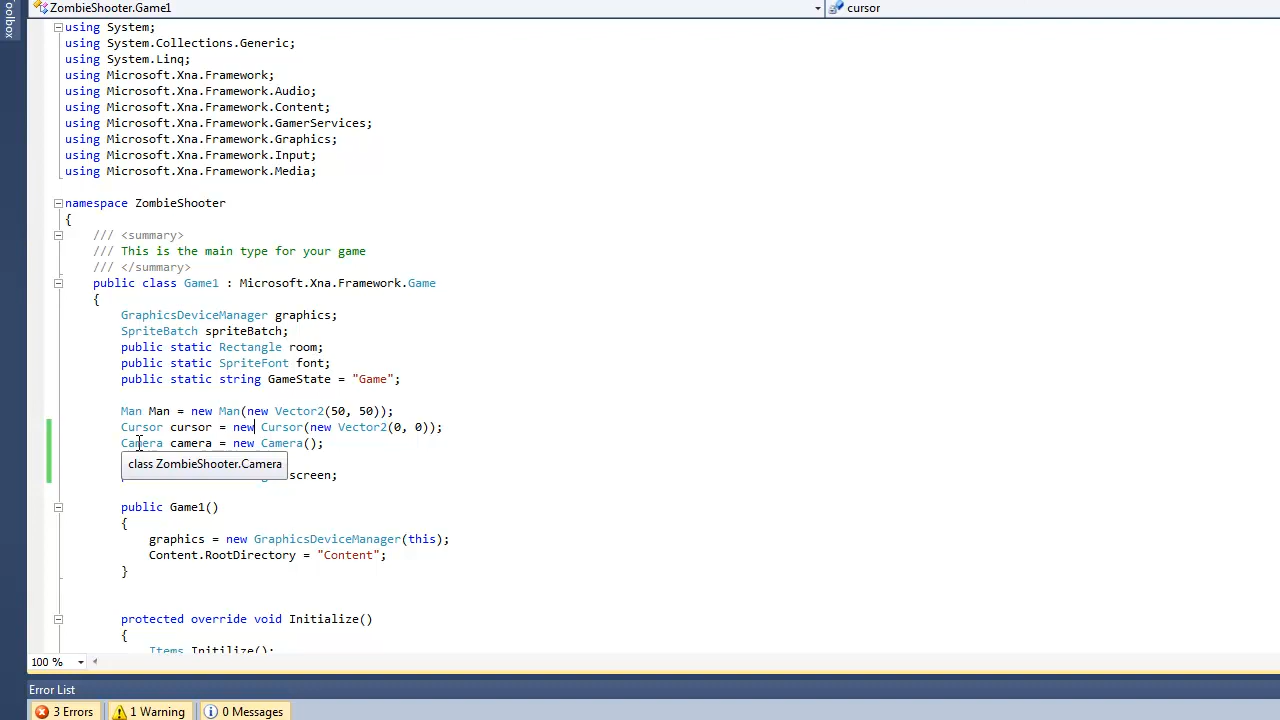 oolbox
ZombieShooter.Game1 cursor
using System;
using System.Collections.Generic;
using System.Linq;
using Microsoft.Xna.Framework;
using Microsoft.Xna.Framework.Audio;
using Microsoft.Xna.Framework.Content;
using Microsoft.Xna.Framework.GamerServices;
using Microsoft.Xna.Framework.Graphics;
using Microsoft.Xna.Framework.Input;
using Microsoft.Xna.Framework.Media;
namespace ZombieShooter
{
/// <summary>
/// This is the main type for your game
/// </summary>
public class Game1 : Microsoft.Xna.Framework.Game
{
GraphicsDeviceManager graphics;
SpriteBatch spriteBatch;
public static Rectangle room;
public static SpriteFont font;
public static string GameState = "Game";
Man Man = new Man(new Vector2(50, 50));
Cursor cursor = new Cursor(new Vector2(0, 0));
Camera camera = new Camera();
class ZombieShooter.Camera
screen;
public Game1()
{
graphics = new GraphicsDeviceManager(this);
Content.RootDirectory = "Content";
}
protected override void Initialize()
{
Items.Initilize();
100 %
Error List
3 Errors 1 Warning 0 Messages